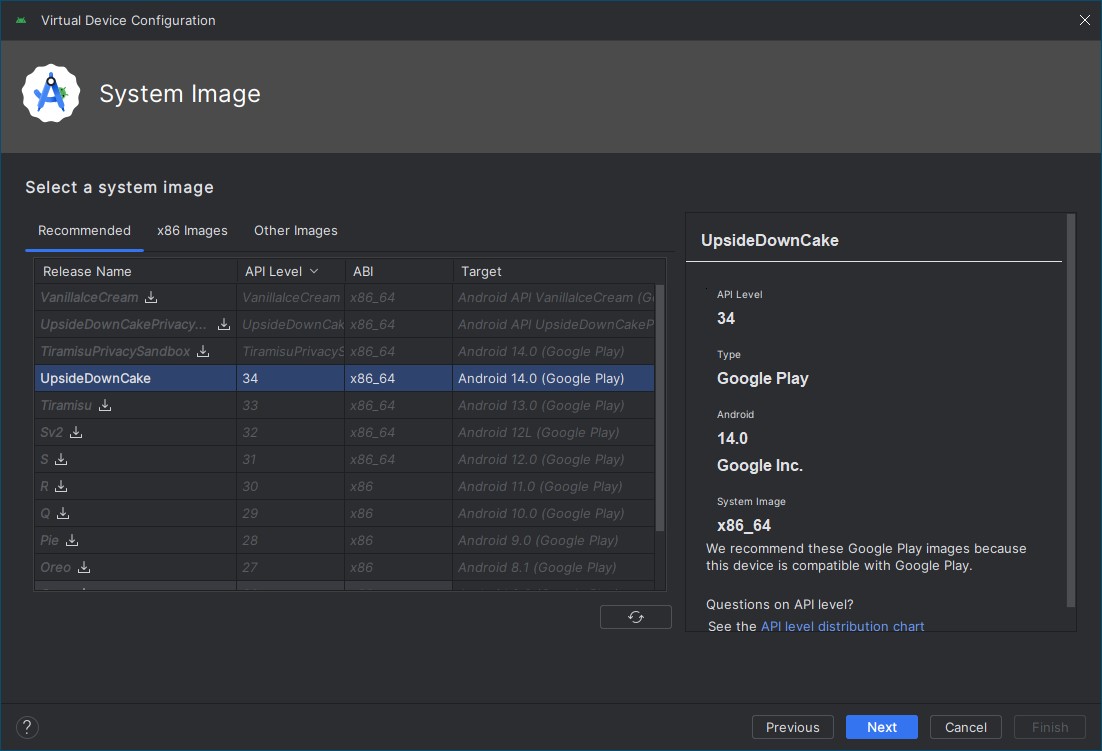 Virtual Device Configuration
System Image
Select a system image
Recommended x86 Images Other Images
Release Name API Level ABI Target
VanillaIceCream VanillaIceCream x86_64 Android API VanillaIceCream (G
UpsideDownCakePrivacy... UpsideDownCak x86_64 Android API UpsideDownCakeP
TiramisuPrivacySandbox TiramisuPrivacyS x86_64 Android 14.0 (Google Play)
UpsideDownCake 34 x86_64 Android 14.0 (Google Play)
Tiramisu 33 x86_64 Android 13.0 (Google Play)
Sv2 32 x86_64 Android 12L (Google Play)
S 31 x86_64 Android 12.0 (Google Play)
R 30 x86 Android 11.0 (Google Play)
Q 29 x86 Android 10.0 (Google Play)
Pie 28 x86 Android 9.0 (Google Play)
Oreo 27 x86 Android 8.1 (Google Play)
UpsideDownCake
API Level
34
Type
Google Play
Android
14.0
Google Inc.
System Image
x86_64
We recommend these Google Play images because
this device is compatible with Google Play.
Questions on API level?
See the API level distribution chart
? Previous Next Cancel Finish